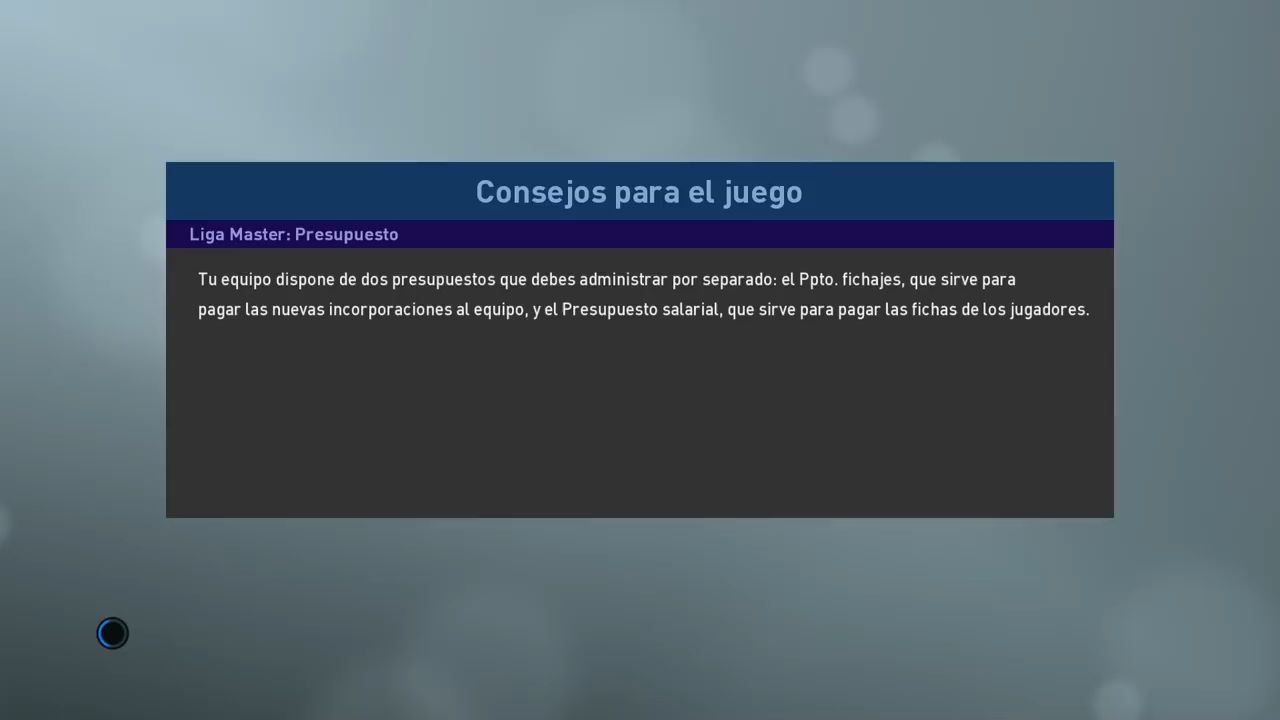 Consejos para el juego
Liga Master: Presupuesto
Tu equipo dispone de dos presupuestos que debes administrar por separado: el Ppto. fichajes, que sirve para
pagar las nuevas incorporaciones al equipo, y el Presupuesto salarial, que sirve para pagar las fichas de los jugadores.